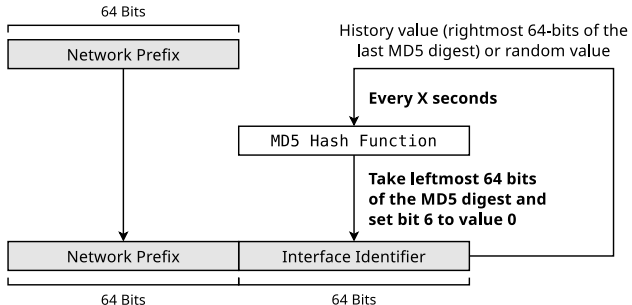 64 Bits
Network Prefix
History value (rightmost 64-bits of the
last MD5 digest) or random value
Every X seconds
MD5 Hash Function
Take leftmost 64 bits
of the MD5 digest and
set bit 6 to value 0
Network Prefix
Interface Identifier
64 Bits
64 Bits